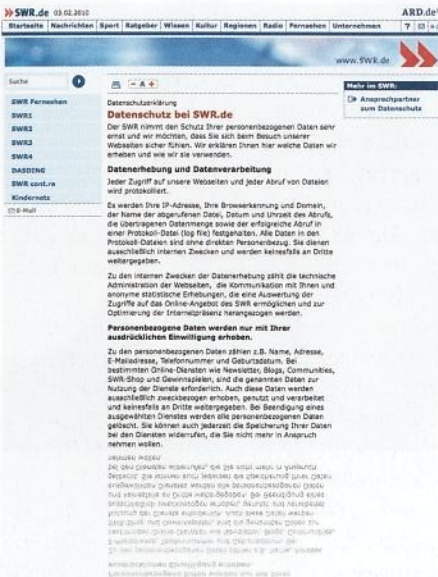 SWR.de 03.02.2010
ARD.de
Startseite Nachrichten Sport Ratgeber Wissen Kultur Regionen Radio Fernsehen Unternehmen ?
www.SWR.de
Suche
SWR Fernsehen
SWR1
SWR2
SWR3
SWR4
DASDING
SWR cont.ra
Kindernetz
E-Mail
- A +
Datenschutzerklärung
Datenschutz bei SWR.de
Der SWR nimmt den Schutz Ihrer personenbezogenen Daten sehr
ernst und wir möchten, dass Sie sich beim Besuch unserer
Webseiten sicher fühlen. Wir erklären Ihnen hier welche Daten wir
erheben und wie wir sie verwenden.
Datenerhebung und Datenverarbeitung
Jeder Zugriff auf unsere Webseiten und jeder Abruf von Dateien
wird protokolliert.
Es werden Ihre IP-Adresse, Ihre Browserkennung und Domain,
der Name der abgerufenen Datei, Datum und Uhrzeit des Abrufs,
die übertragenen Datenmenge sowie der erfolgreiche Abruf in
einer Protokoll-Datei (log file) festgehalten. Alle Daten in den
Protokoll-Dateien sind ohne direkten Personenbezug. Sie dienen
ausschließlich internen Zwecken und werden keinesfalls an Dritte
weitergegeben.
Zu den internen Zwecken der Datenerhebung zählt die technische
Administration der Webseiten, die Kommunikation mit Ihnen und
anonyme statistische Erhebungen, die eine Auswertung der
Zugriffe auf das Online-Angebot des SWR ermöglichen und zur
Optimierung der Internetpräsenz herangezogen werden.
Personenbezogene Daten werden nur mit Ihrer
ausdrücklichen Einwilligung erhoben.
Zu den personenbezogenen Daten zählen z.B. Name, Adresse,
E-Mailadresse, Telefonnummer und Geburtsdatum. Bei
bestimmten Online-Diensten wie Newsletter, Blogs, Communities,
SWR-Shop und Gewinnspielen, sind die genannten Daten zur
Nutzung der Dienste erforderlich. Auch diese Daten werden
ausschließlich zweckbezogen erhoben, genutzt und verarbeitet
und keinesfalls an Dritte weitergegeben. Bei Beendigung eines
ausgewählten Dienstes werden alle personenbezogenen Daten
gelöscht. Sie können auch jederzeit die Speicherung Ihrer Daten
bei den Diensten widerrufen, die Sie nicht mehr in Anspruch
nehmen wollen.
Mehr im SWR:
Ansprechpartner
zum Datenschutz